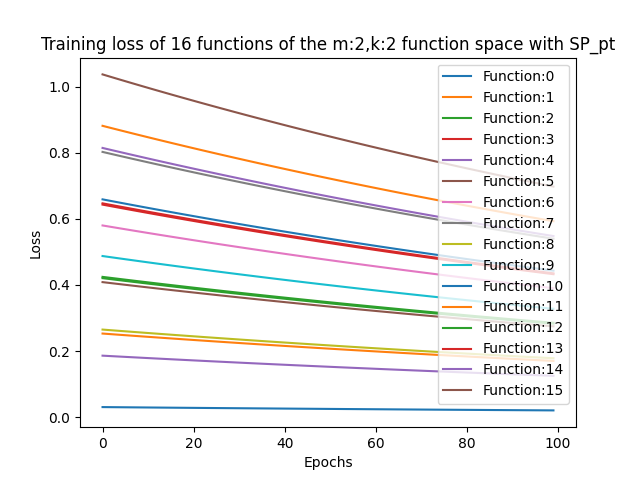 Training loss of 16 functions of the m:2,k:2 function space with SP_pt
Loss
1.0
0.8
0.6
0.4
0.2
0.0
0
20
40
60
80
100
Epochs
Function:0
Function:1
Function:2
Function:3
Function:4
Function:5
Function:6
Function:7
Function:8
Function:9
Function:10
Function:11
Function:12
Function:13
Function:14
Function:15